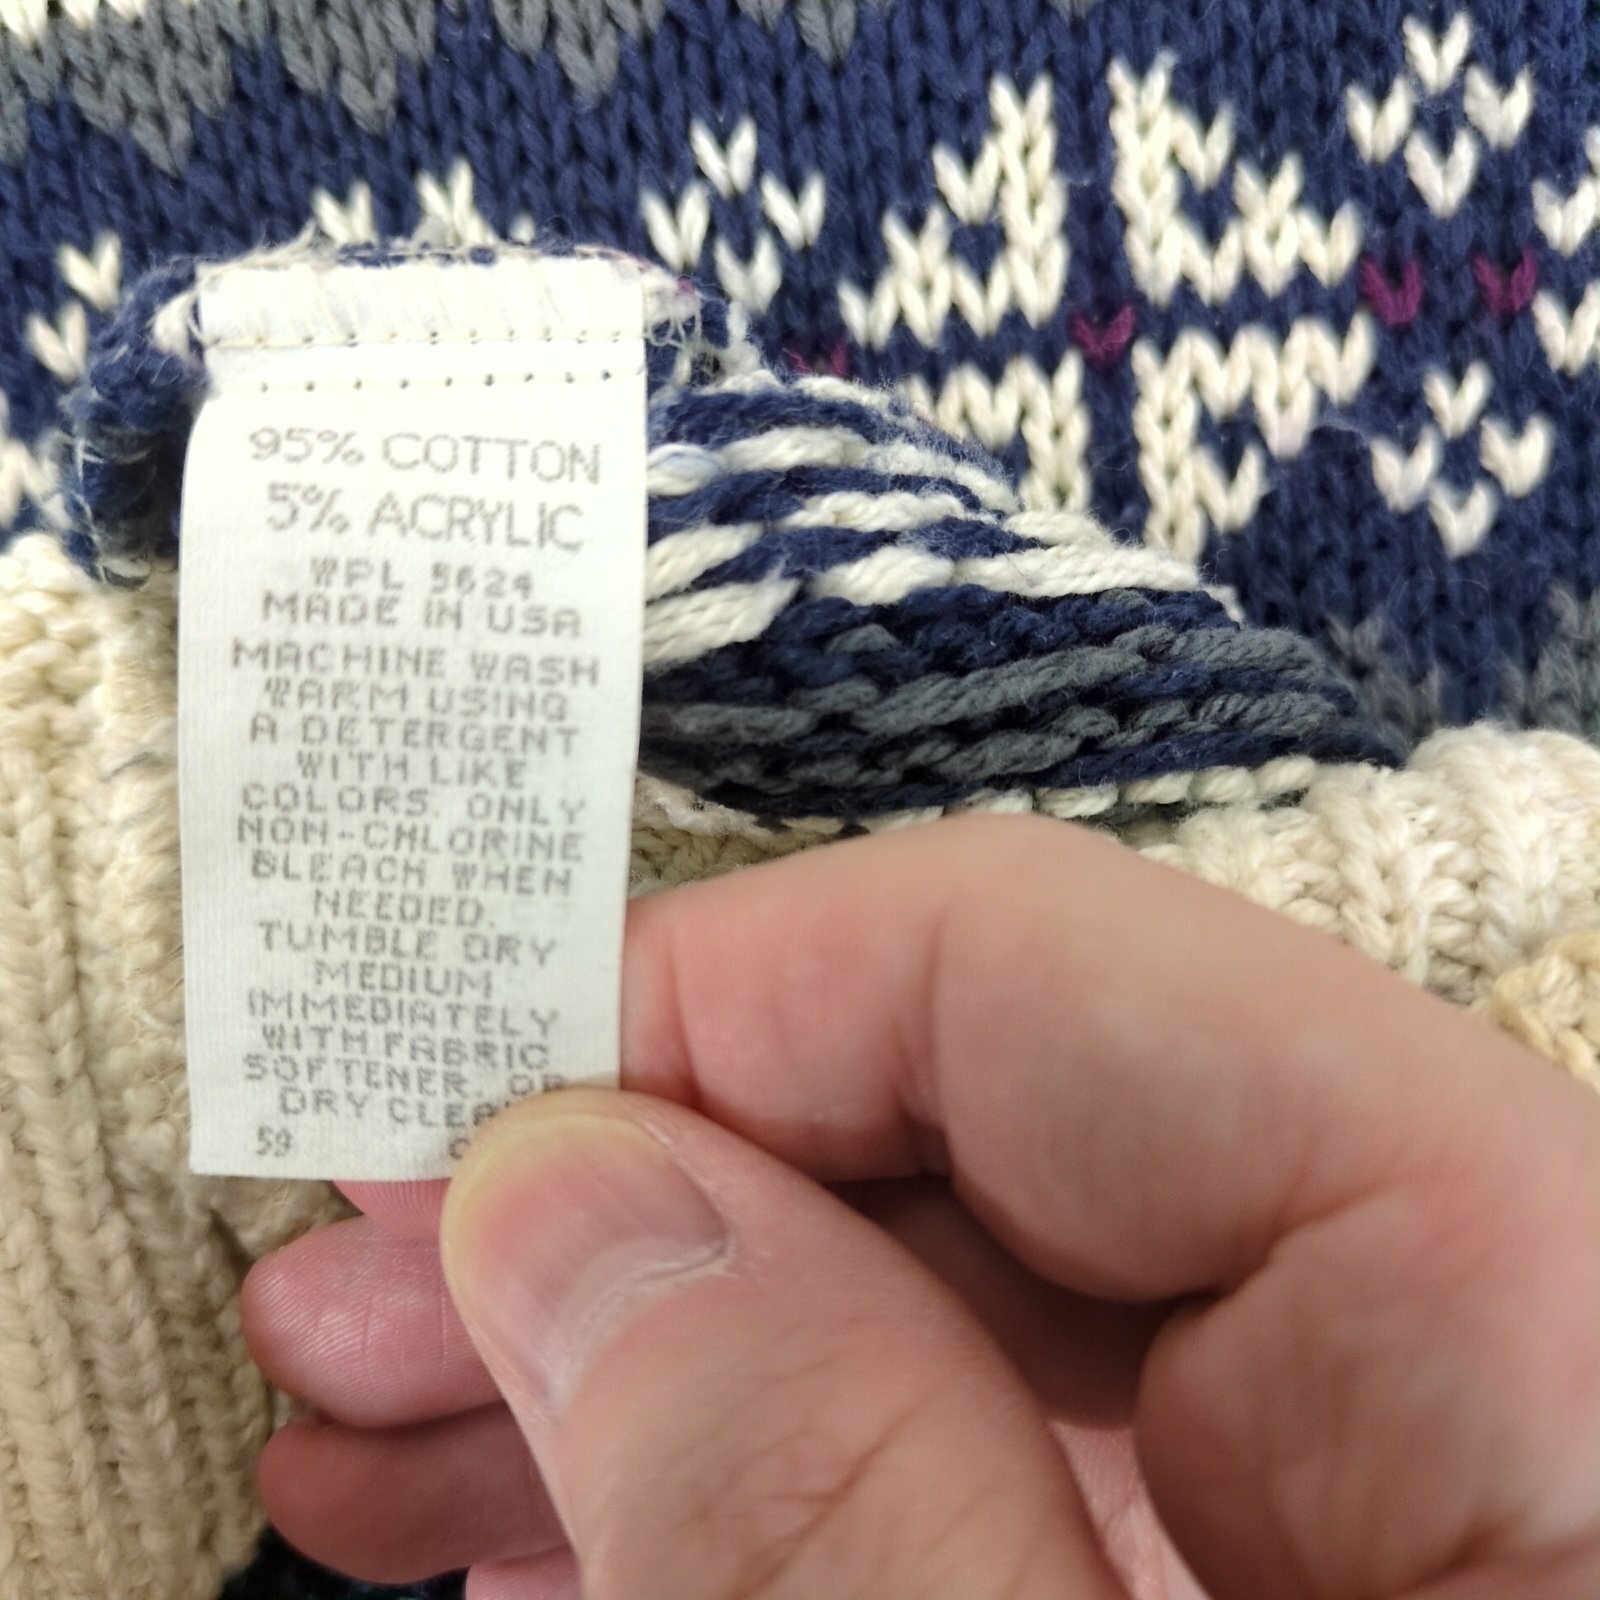 95% COTTON
5% ACRYLIC
WPL 5624
MADE IN USA
MACHINE WASH
WARM USING
A DETERGENT
WITH LIKE
COLORS. ONLY
NON-CHLORINE
BLEACH WHEN
NEEDED.
TUMBLE DRY
MEDIUM
IMMEDIATELY
WITH FABRIC
SOFTENER. OR
DRY
59